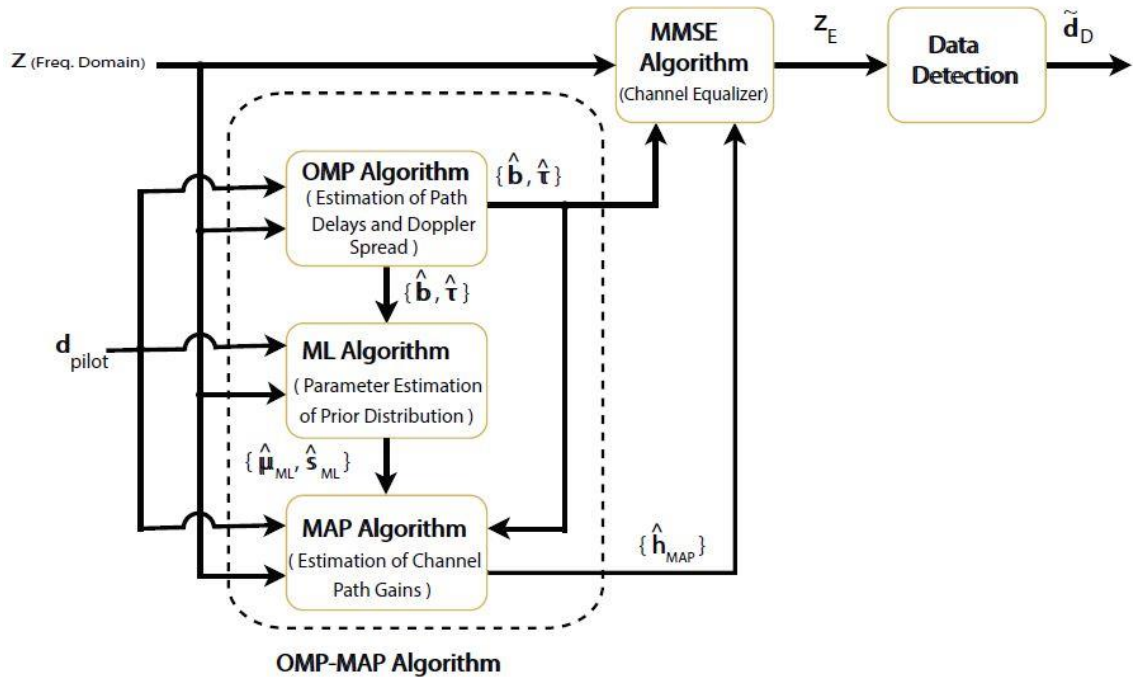 Z (Freq. Domain)
MMSE
Algorithm
(Channel Equalizer)
Z_E
Data
Detection
d̃_D
OMP Algorithm
( Estimation of Path
Delays and Doppler
Spread )
{b̂, τ̂}
{b̂, τ̂}
d_pilot
ML Algorithm
( Parameter Estimation
of Prior Distribution )
{μ̂_ML, ŝ_ML}
MAP Algorithm
( Estimation of Channel
Path Gains )
{ĥ_MAP}
OMP-MAP Algorithm